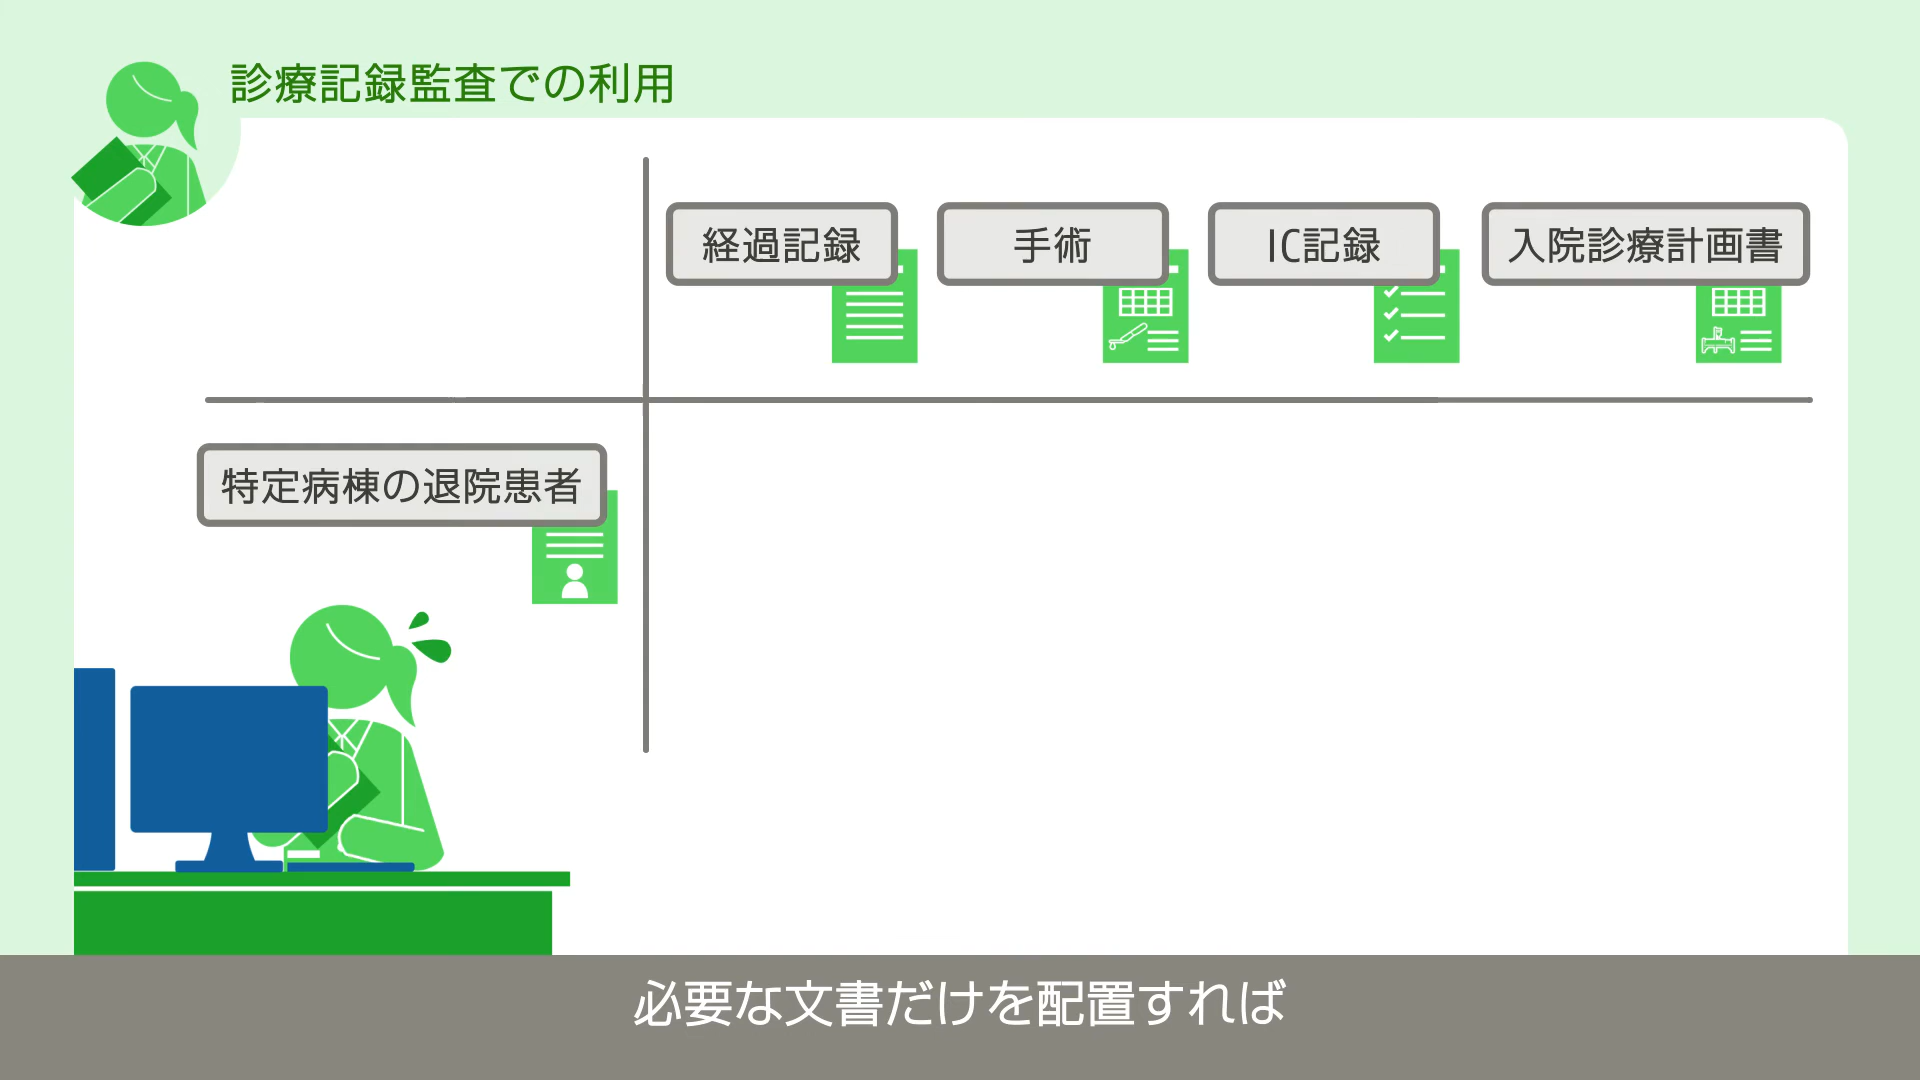 診療記録監査での利用
経過記録
手術
IC記録
入院診療計画書
特定病棟の退院患者
必要な文書だけを配置すれば